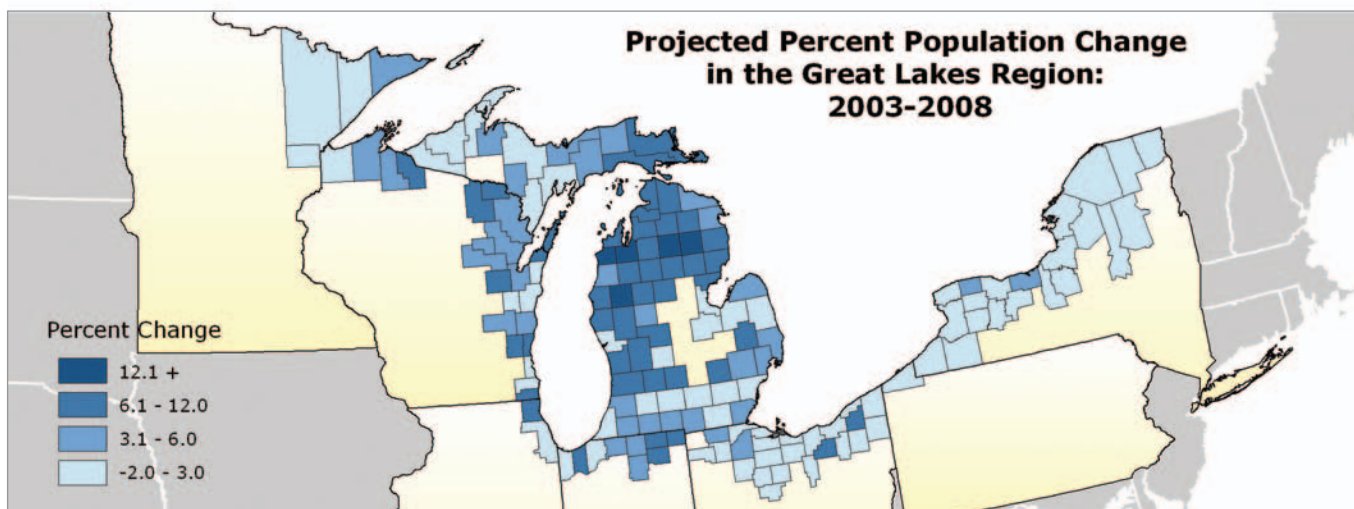 Projected Percent Population Change
in the Great Lakes Region:
2003-2008
Percent Change
12.1 +
6.1 - 12.0
3.1 - 6.0
-2.0 - 3.0